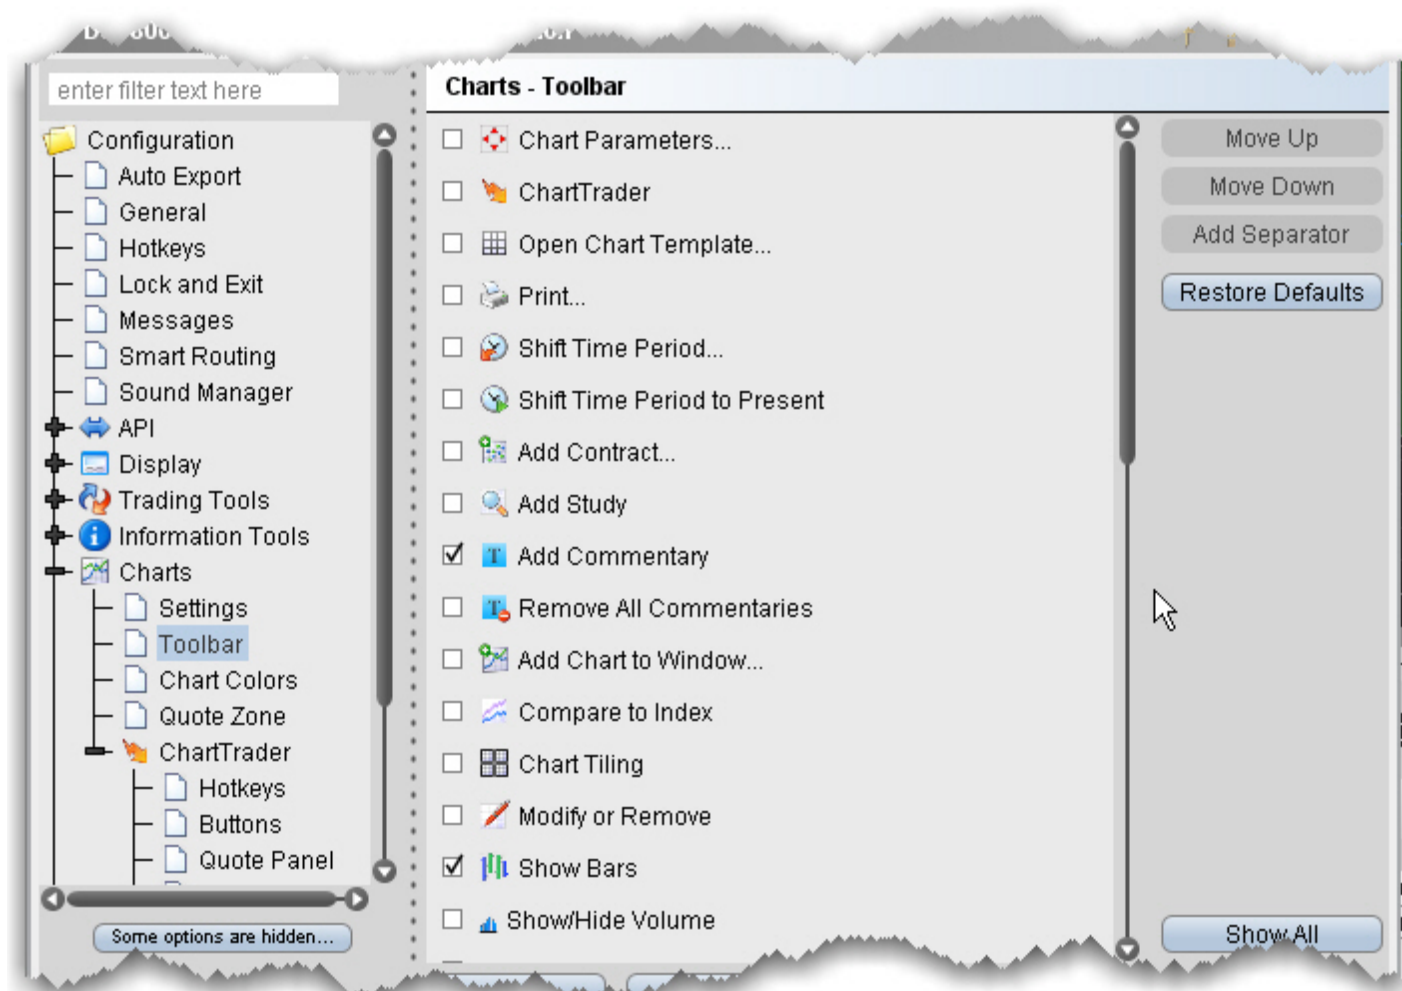 enter filter text here
Configuration
Auto Export
General
Hotkeys
Lock and Exit
Messages
Smart Routing
Sound Manager
API
Display
Trading Tools
Information Tools
Charts
Settings
Toolbar
Chart Colors
Quote Zone
ChartTrader
Hotkeys
Buttons
Quote Panel
Some options are hidden...
Charts - Toolbar
Chart Parameters...
ChartTrader
Open Chart Template...
Print...
Shift Time Period...
Shift Time Period to Present
Add Contract...
Add Study
Add Commentary
Remove All Commentaries
Add Chart to Window...
Compare to Index
Chart Tiling
Modify or Remove
Show Bars
Show/Hide Volume
Move Up
Move Down
Add Separator
Restore Defaults
Show All